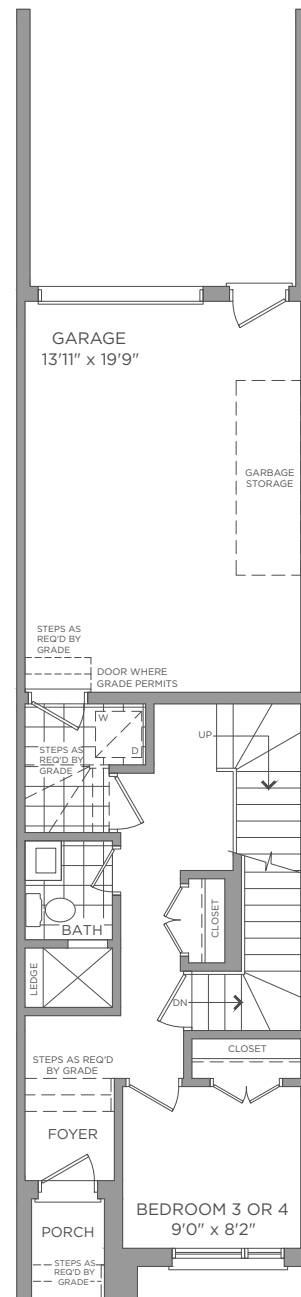 GARAGE
13'11" x 19'9"
GARBAGE
STORAGE
STEPS AS
REQ'D BY
GRADE
DOOR WHERE
GRADE PERMITS
W
D
STEPS AS
REQ'D BY
GRADE
UP
BATH
CLOSET
LEDGE
DN
CLOSET
STEPS AS REQ'D
BY GRADE
FOYER
BEDROOM 3 OR 4
9'0" x 8'2"
PORCH
STEPS AS
REQ'D BY
GRADE